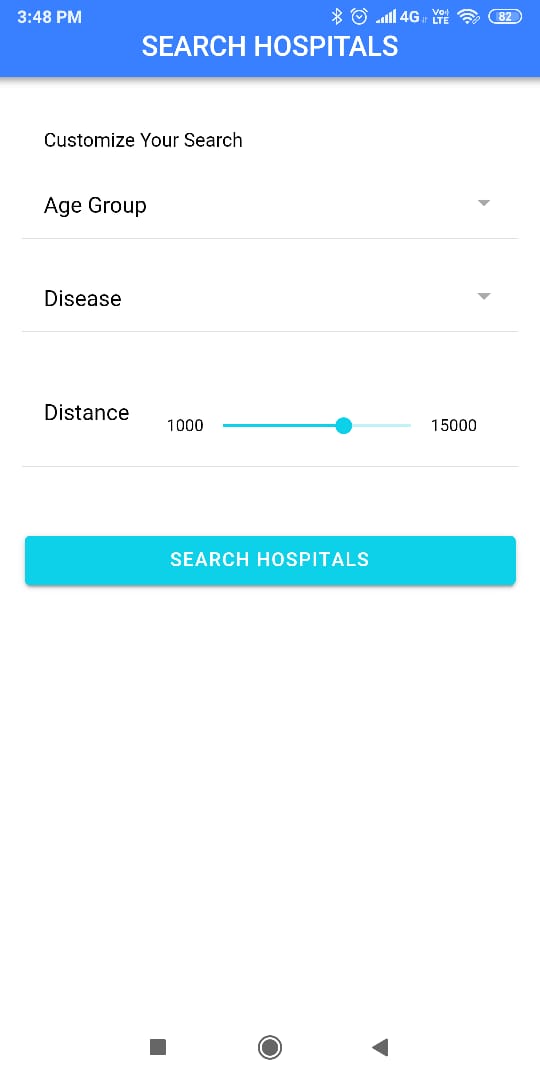 3:48 PM 4G Vo) LTE 82
SEARCH HOSPITALS
Customize Your Search
Age Group
Disease
Distance 1000 15000
SEARCH HOSPITALS